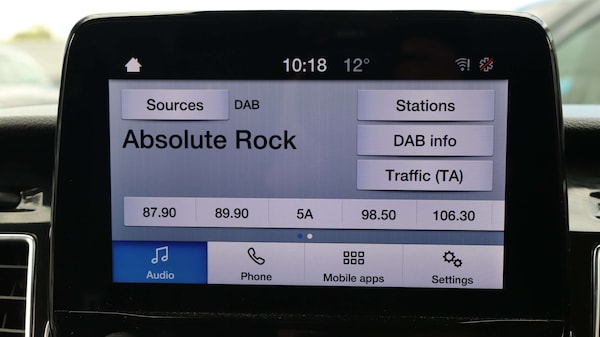 10:18 12°
Sources DAB Stations
Absolute Rock
DAB info
Traffic (TA)
87.90 89.90 5A 98.50 106.30
Audio Phone Mobile apps Settings